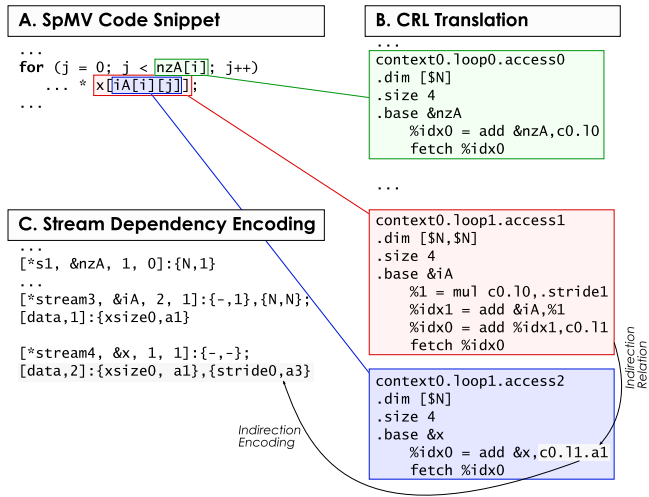 A. SpMV Code Snippet
...
for (j = 0; j < nzA[i]; j++)
... * x[iA[i][j]];
...
B. CRL Translation
...
context0.loop0.access0
.dim [$N]
.size 4
.base &nzA
%idx0 = add &nzA,c0.l0
fetch %idx0
...
context0.loop1.access1
.dim [$N,$N]
.size 4
.base &iA
%1 = mul c0.l0,.stride1
%idx1 = add &iA,%1
%idx0 = add %idx1,c0.l1
fetch %idx0
Indirection
Relation
context0.loop1.access2
.dim [$N]
.size 4
.base &x
%idx0 = add &x,c0.l1.a1
fetch %idx0
C. Stream Dependency Encoding
...
[*s1, &nzA, 1, 0]:{N,1}
...
[*stream3, &iA, 2, 1]:{-,1},{N,N};
[data,1]:{xsize0,a1}
[*stream4, &x, 1, 1]:{-,-};
[data,2]:{xsize0, a1},{stride0,a3}
Indirection
Encoding